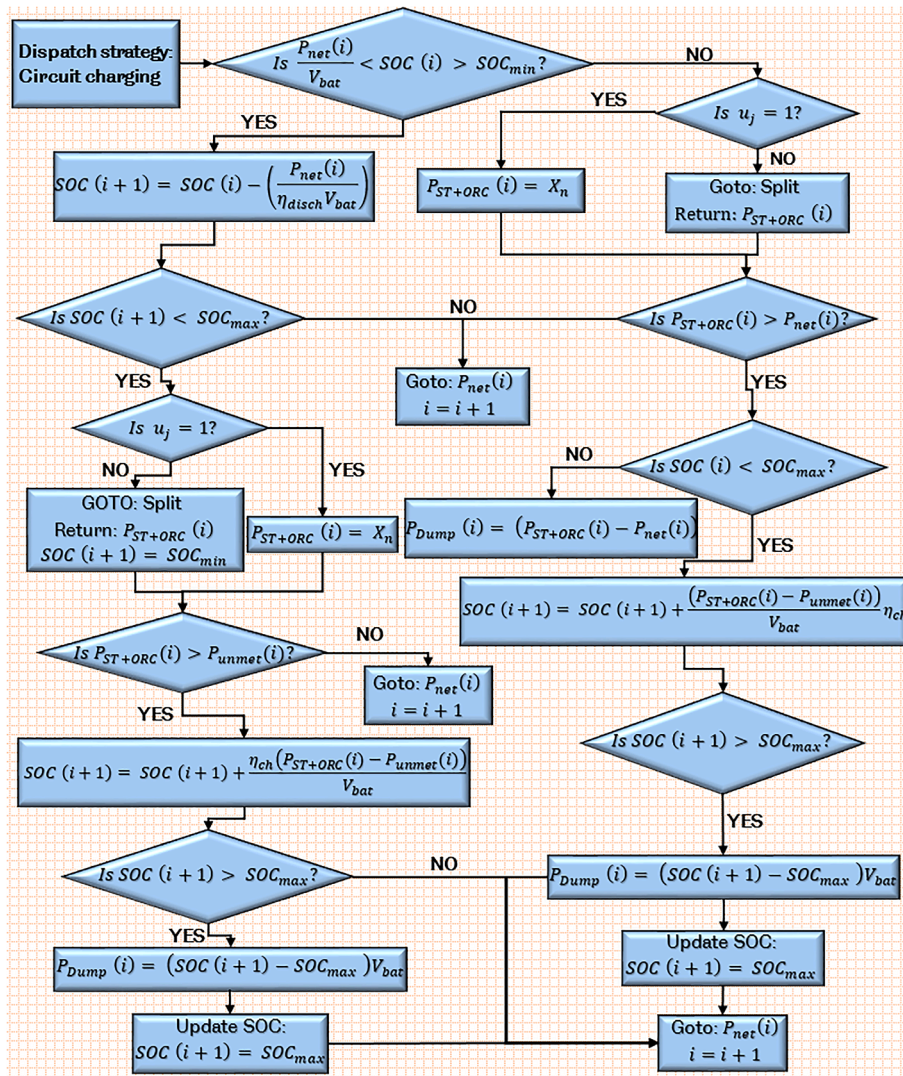 Dispatch strategy:
Circuit charging
Is P_net(i)/V_bat < SOC (i) > SOC_min?
NO
YES
Is u_j = 1?
YES
NO
SOC (i + 1) = SOC (i) − (P_net(i)/η_disch V_bat)
P_ST+ORC (i) = X_n
Goto: Split
Return: P_ST+ORC (i)
Is SOC (i + 1) < SOC_max?
NO
Is P_ST+ORC(i) > P_net(i)?
YES
Goto: P_net(i)
i = i + 1
YES
Is u_j = 1?
NO
YES
Is SOC (i) < SOC_max?
NO
YES
GOTO: Split
Return: P_ST+ORC (i)
SOC (i + 1) = SOC_min
P_ST+ORC (i) = X_n
P_Dump (i) = (P_ST+ORC(i) − P_net(i))
SOC (i + 1) = SOC (i + 1) + (P_ST+ORC(i) − P_unmet(i))/V_bat η_ch
Is P_ST+ORC(i) > P_unmet(i)?
NO
YES
Goto: P_net(i)
i = i + 1
Is SOC (i + 1) > SOC_max?
YES
SOC (i + 1) = SOC (i + 1) + η_ch(P_ST+ORC(i) − P_unmet(i))/V_bat
Is SOC (i + 1) > SOC_max?
NO
YES
P_Dump (i) = (SOC (i + 1) − SOC_max )V_bat
P_Dump (i) = (SOC (i + 1) − SOC_max )V_bat
Update SOC:
SOC (i + 1) = SOC_max
Update SOC:
SOC (i + 1) = SOC_max
Goto: P_net(i)
i = i + 1